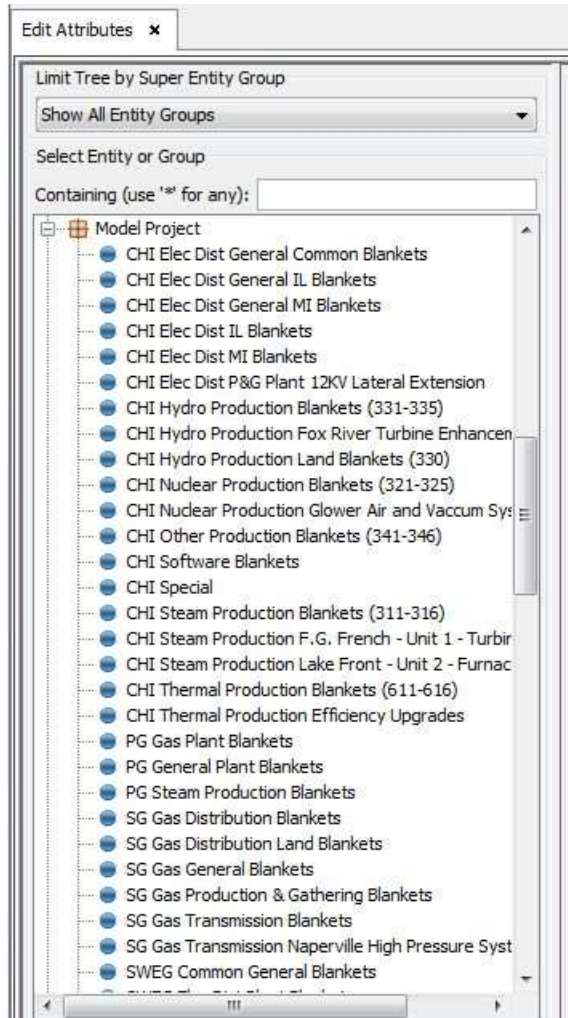 Edit Attributes ×
Limit Tree by Super Entity Group
Show All Entity Groups
Select Entity or Group
Containing (use '*' for any):
Model Project
CHI Elec Dist General Common Blankets
CHI Elec Dist General IL Blankets
CHI Elec Dist General MI Blankets
CHI Elec Dist IL Blankets
CHI Elec Dist MI Blankets
CHI Elec Dist P&G Plant 12KV Lateral Extension
CHI Hydro Production Blankets (331-335)
CHI Hydro Production Fox River Turbine Enhancen
CHI Hydro Production Land Blankets (330)
CHI Nuclear Production Blankets (321-325)
CHI Nuclear Production Glower Air and Vaccum Sys
CHI Other Production Blankets (341-346)
CHI Software Blankets
CHI Special
CHI Steam Production Blankets (311-316)
CHI Steam Production F.G. French - Unit 1 - Turbin
CHI Steam Production Lake Front - Unit 2 - Furnac
CHI Thermal Production Blankets (611-616)
CHI Thermal Production Efficiency Upgrades
PG Gas Plant Blankets
PG General Plant Blankets
PG Steam Production Blankets
SG Gas Distribution Blankets
SG Gas Distribution Land Blankets
SG Gas General Blankets
SG Gas Production & Gathering Blankets
SG Gas Transmission Blankets
SG Gas Transmission Naperville High Pressure Syst
SWEG Common General Blankets